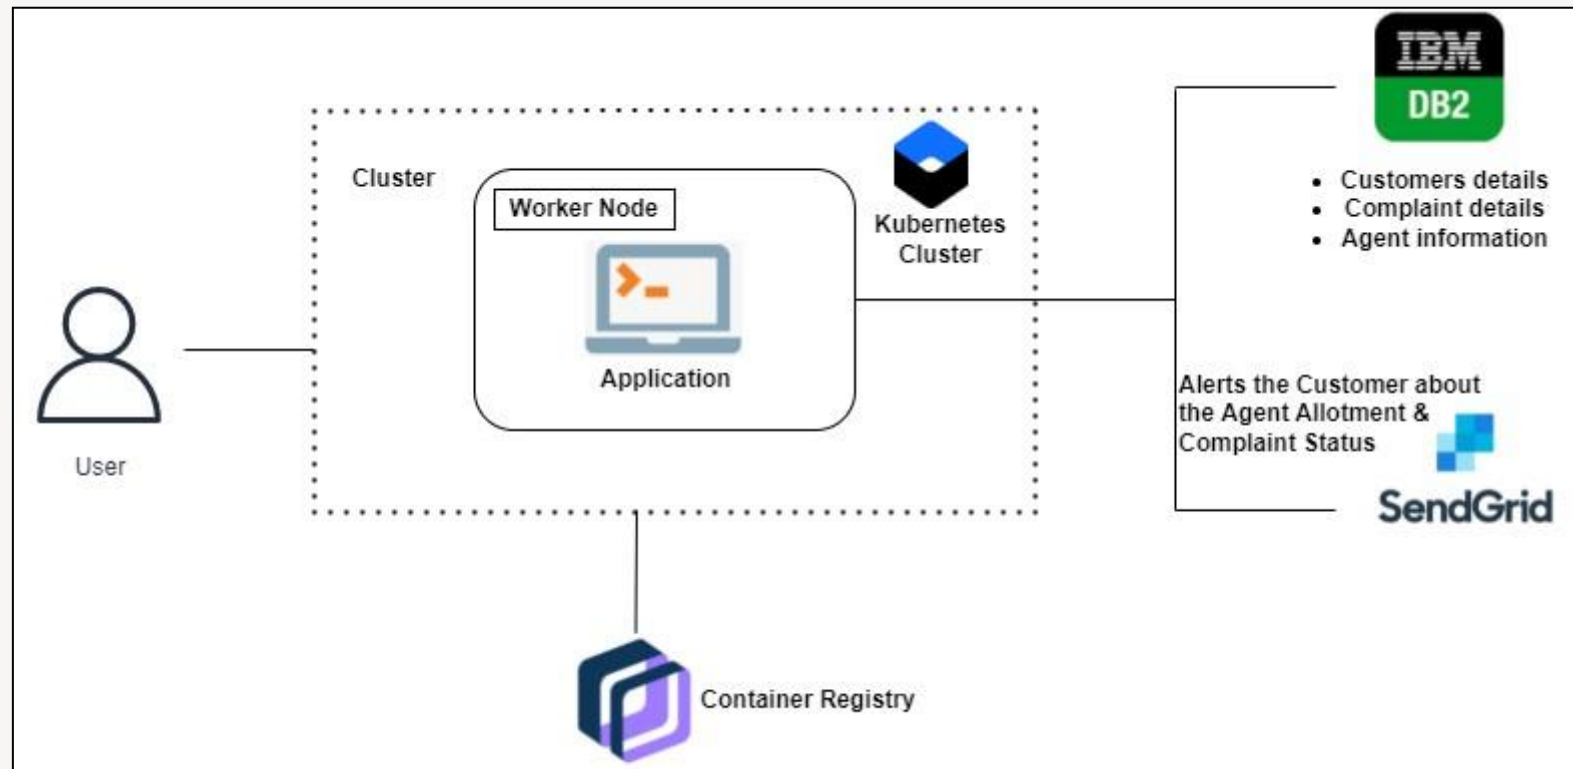 IBM
DB2
Cluster
Worker Node
Kubernetes
Cluster
• Customers details
• Complaint details
• Agent information
Application
Alerts the Customer about
the Agent Allotment &
Complaint Status
User
SendGrid
Container Registry